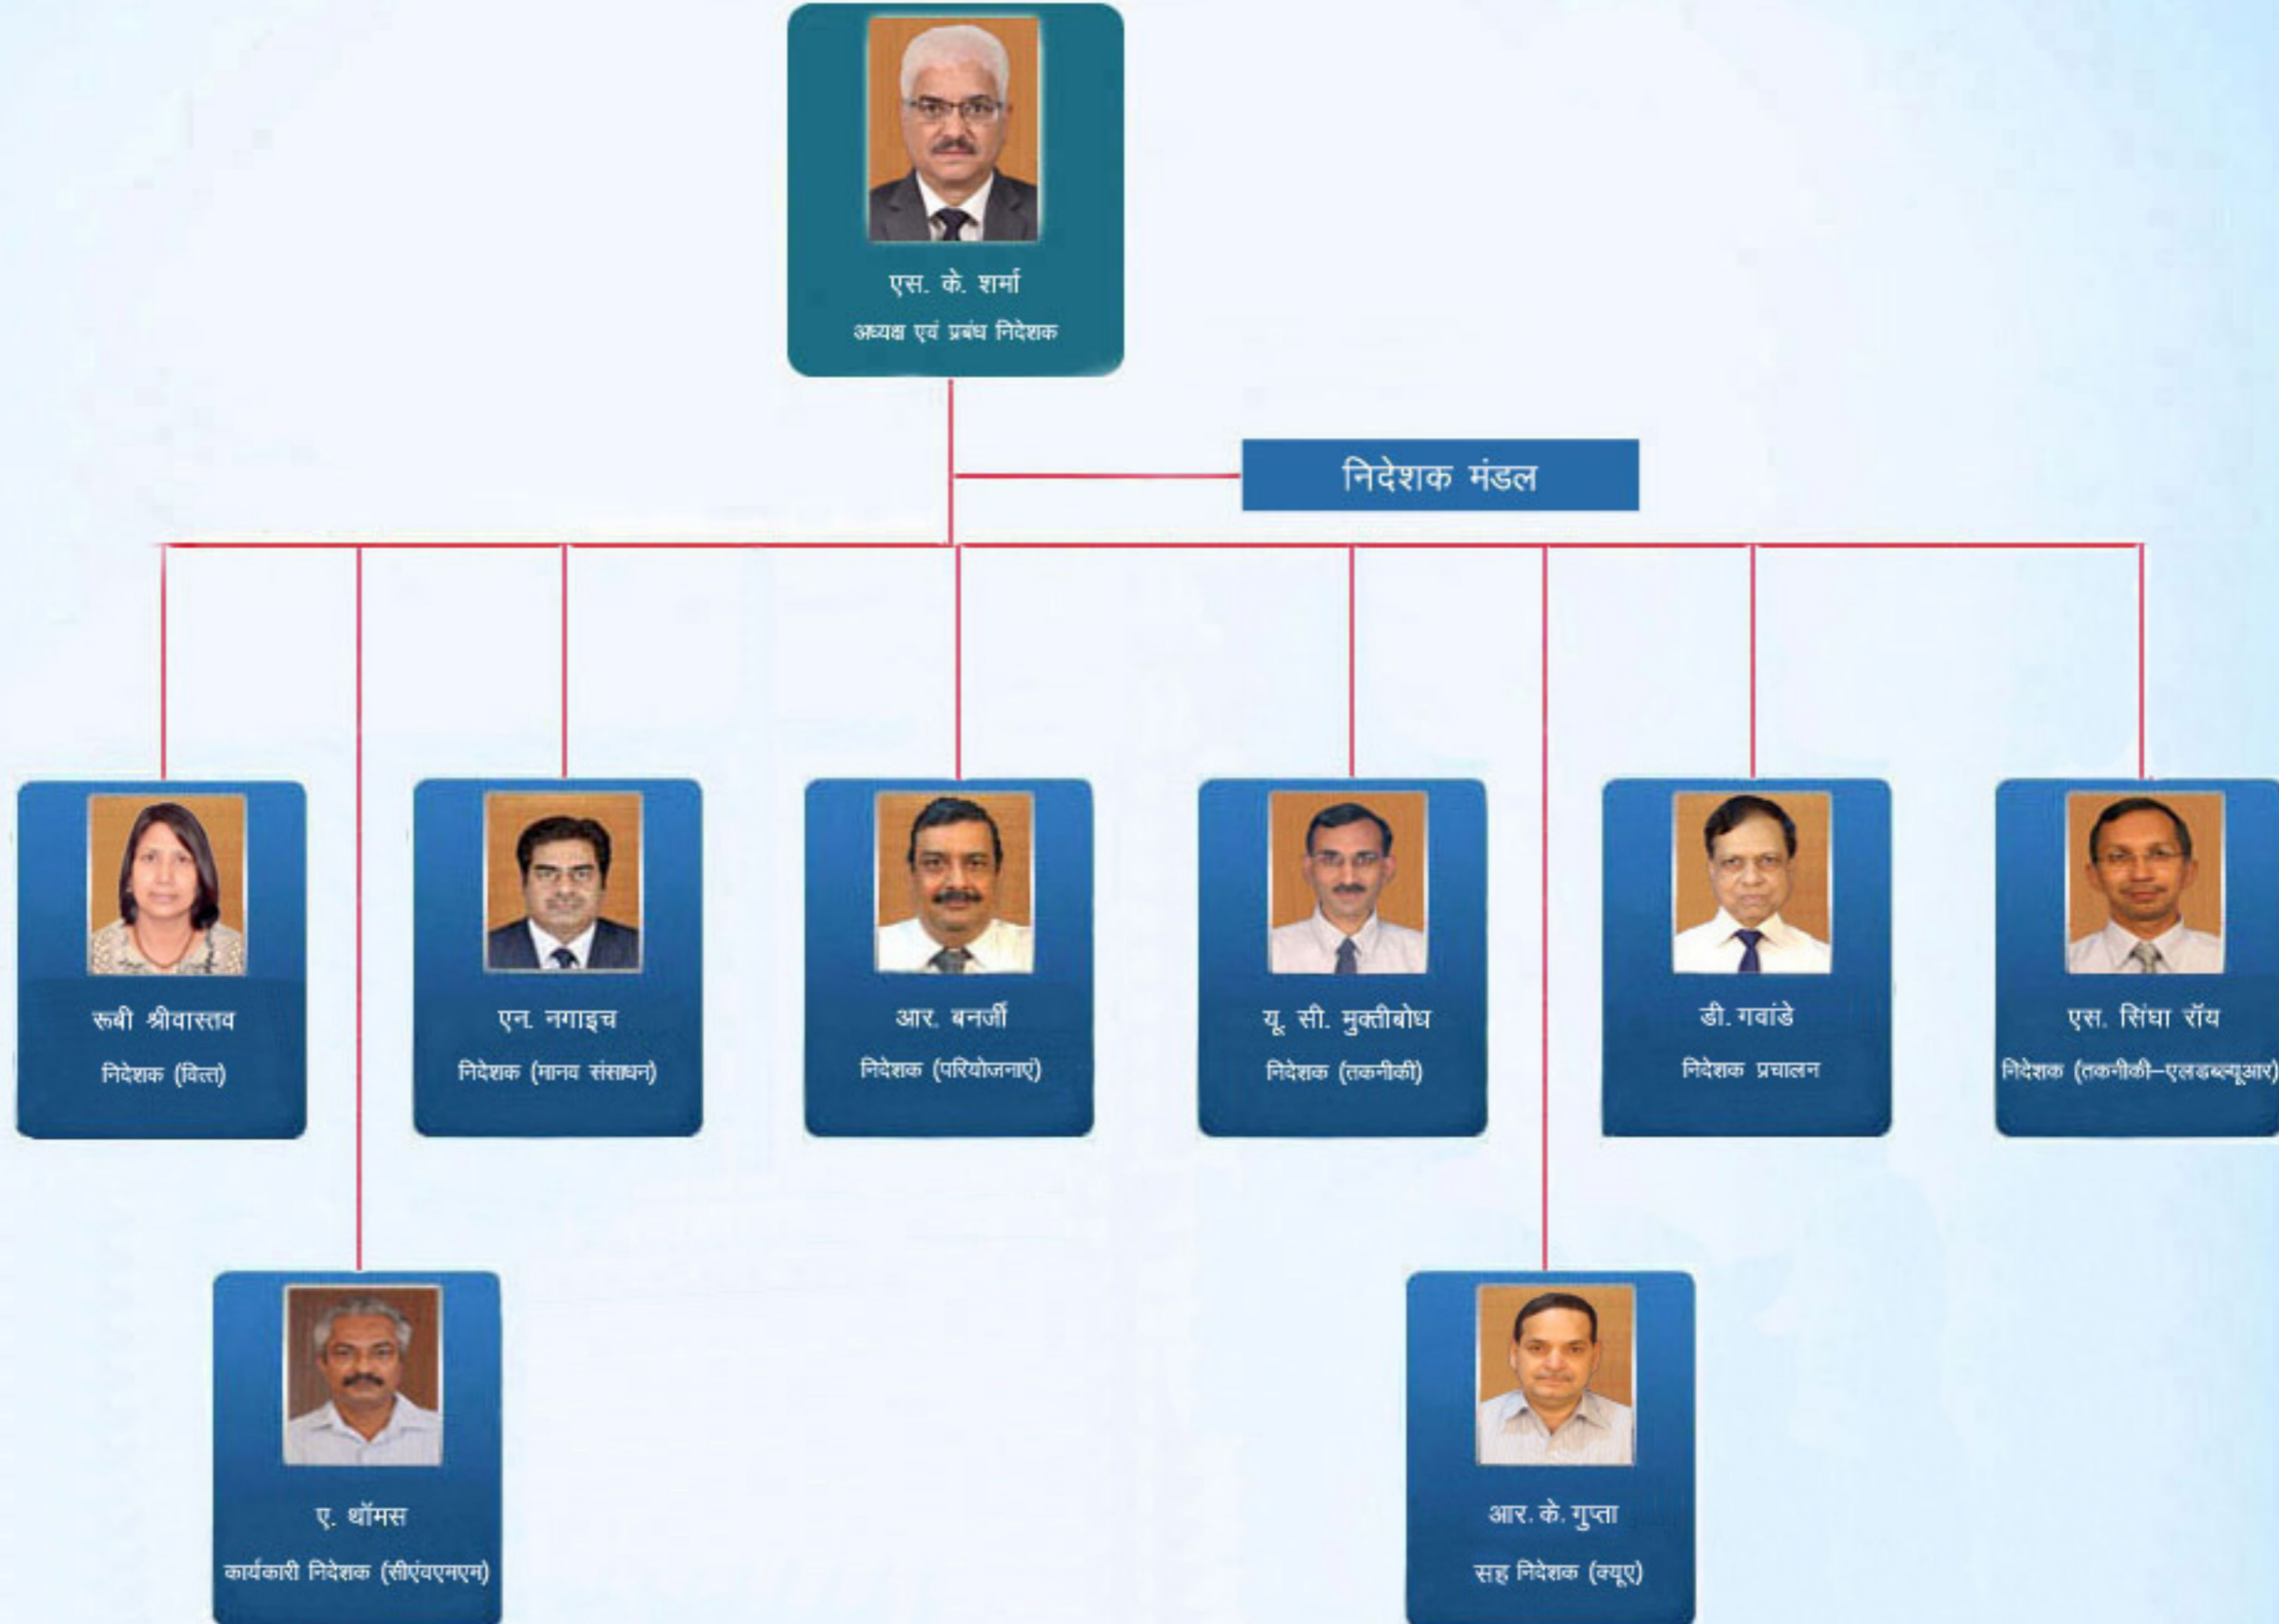 एस. के. शर्मा
अध्यक्ष एवं प्रबंध निदेशक
निदेशक मंडल
रूबी श्रीवास्तव
निदेशक (वित्त)
एन. नगाइच
निदेशक (मानव संसाधन)
आर. बनर्जी
निदेशक (परियोजनाएं)
यू. सी. मुक्तीबोध
निदेशक (तकनीकी)
डी. गवांडे
निदेशक प्रचालन
एस. सिंघा रॉय
निदेशक (तकनीकी–एलडब्ल्यूआर)
ए. थॉमस
कार्यकारी निदेशक (सीएंवएमएम)
आर. के. गुप्ता
सह निदेशक (क्यूए)